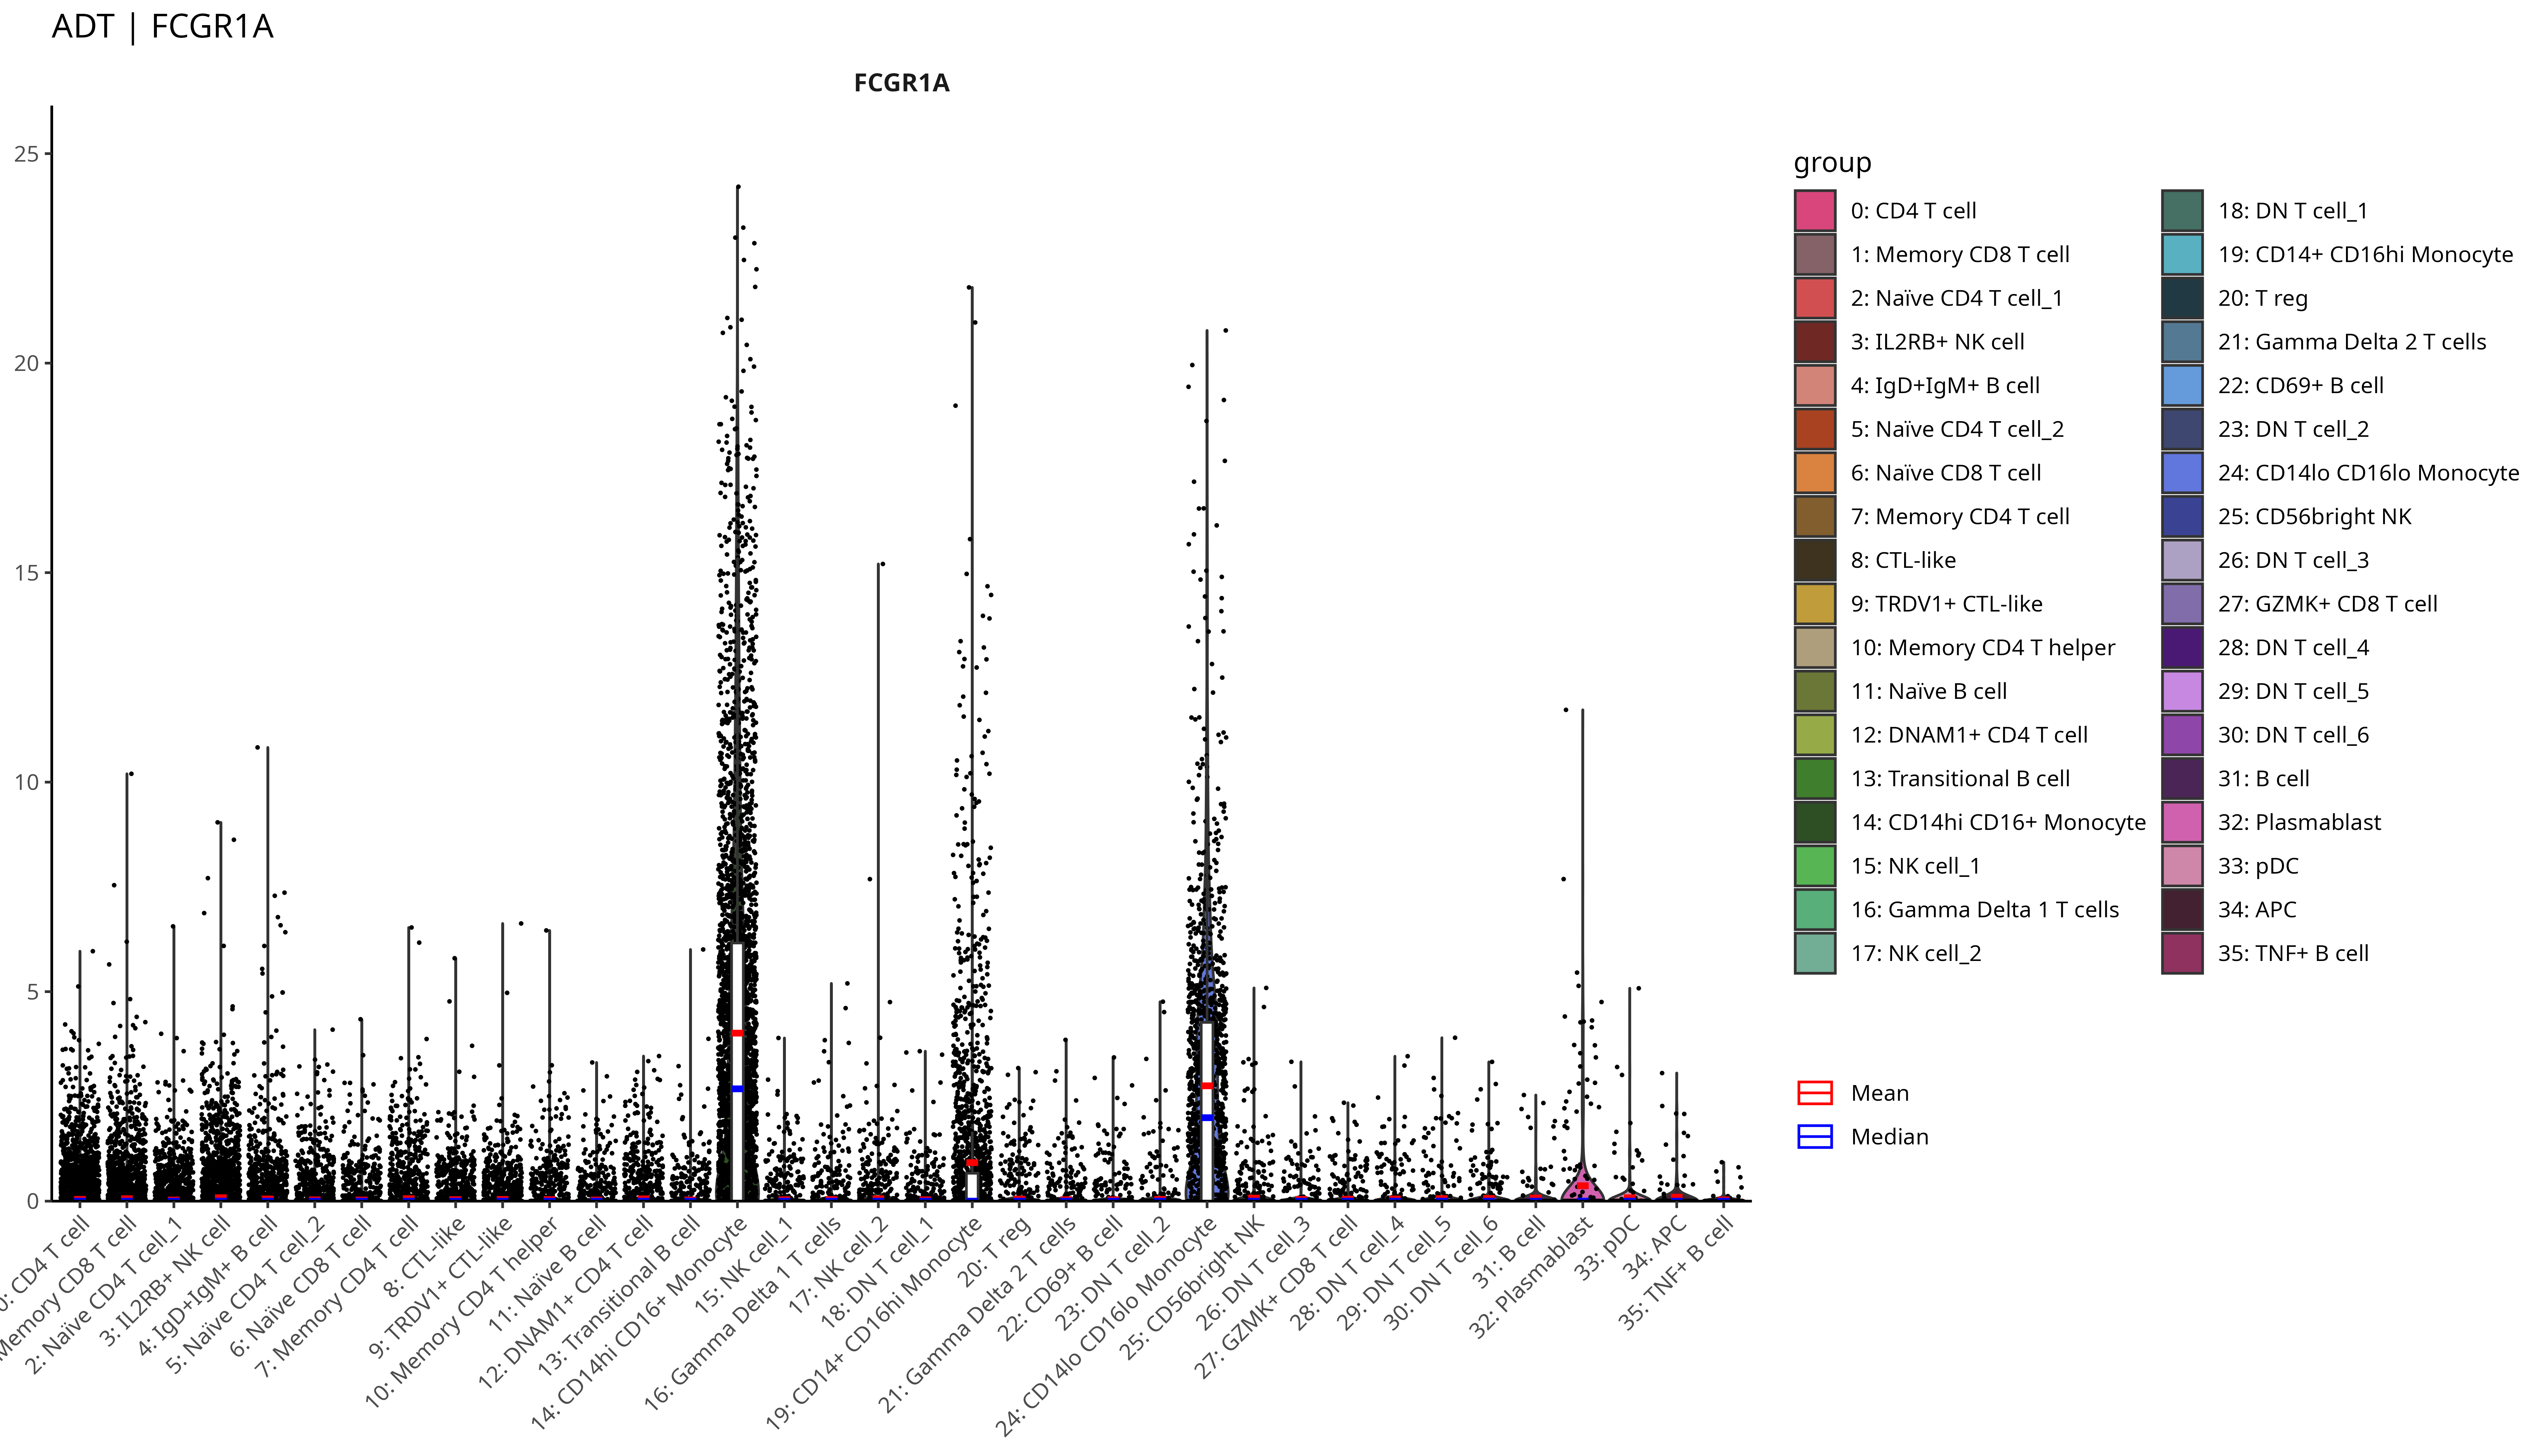 ADT | FCGR1A
FCGR1A
25
20
15
10
5
0
0: CD4 T cell
Memory CD8 T cell
2: Naïve CD4 T cell_1
3: IL2RB+ NK cell
4: IgD+IgM+ B cell
5: Naïve CD4 T cell_2
6: Naïve CD8 T cell
7: Memory CD4 T cell
8: CTL-like
9: TRDV1+ CTL-like
10: Memory CD4 T helper
11: Naïve B cell
12: DNAM1+ CD4 T cell
13: Transitional B cell
14: CD14hi CD16+ Monocyte
15: NK cell_1
16: Gamma Delta 1 T cells
17: NK cell_2
18: DN T cell_1
19: CD14+ CD16hi Monocyte
20: T reg
21: Gamma Delta 2 T cells
22: CD69+ B cell
23: DN T cell_2
24: CD14lo CD16lo Monocyte
25: CD56bright NK
26: DN T cell_3
27: GZMK+ CD8 T cell
28: DN T cell_4
29: DN T cell_5
30: DN T cell_6
31: B cell
32: Plasmablast
33: pDC
34: APC
35: TNF+ B cell
group
0: CD4 T cell
1: Memory CD8 T cell
2: Naïve CD4 T cell_1
3: IL2RB+ NK cell
4: IgD+IgM+ B cell
5: Naïve CD4 T cell_2
6: Naïve CD8 T cell
7: Memory CD4 T cell
8: CTL-like
9: TRDV1+ CTL-like
10: Memory CD4 T helper
11: Naïve B cell
12: DNAM1+ CD4 T cell
13: Transitional B cell
14: CD14hi CD16+ Monocyte
15: NK cell_1
16: Gamma Delta 1 T cells
17: NK cell_2
18: DN T cell_1
19: CD14+ CD16hi Monocyte
20: T reg
21: Gamma Delta 2 T cells
22: CD69+ B cell
23: DN T cell_2
24: CD14lo CD16lo Monocyte
25: CD56bright NK
26: DN T cell_3
27: GZMK+ CD8 T cell
28: DN T cell_4
29: DN T cell_5
30: DN T cell_6
31: B cell
32: Plasmablast
33: pDC
34: APC
35: TNF+ B cell
Mean
Median